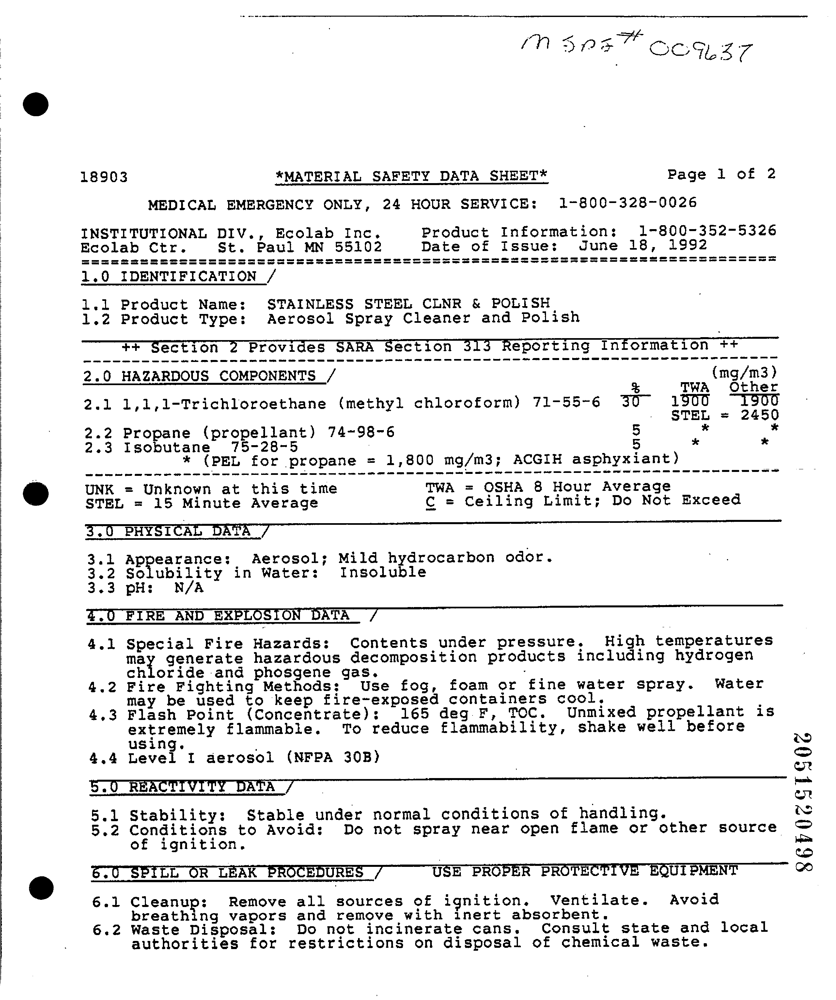 MSDS# 009637
18903 *MATERIAL SAFETY DATA SHEET* Page 1 of 2
MEDICAL EMERGENCY ONLY, 24 HOUR SERVICE: 1-800-328-0026
INSTITUTIONAL DIV., Ecolab Inc. Product Information: 1-800-352-5326
Ecolab Ctr. St. Paul MN 55102 Date of Issue: June 18, 1992
========================================================================
1.0 IDENTIFICATION /
1.1 Product Name: STAINLESS STEEL CLNR & POLISH
1.2 Product Type: Aerosol Spray Cleaner and Polish
++ Section 2 Provides SARA Section 313 Reporting Information ++
------------------------------------------------------------------------
2.0 HAZARDOUS COMPONENTS / (mg/m3)
% TWA Other
2.1 1,1,1-Trichloroethane (methyl chloroform) 71-55-6 30 1900 1900
STEL = 2450
2.2 Propane (propellant) 74-98-6 5 * *
2.3 Isobutane 75-28-5 5 * *
* (PEL for propane = 1,800 mg/m3; ACGIH asphyxiant)
------------------------------------------------------------------------
UNK = Unknown at this time TWA = OSHA 8 Hour Average
STEL = 15 Minute Average C = Ceiling Limit; Do Not Exceed
3.0 PHYSICAL DATA /
3.1 Appearance: Aerosol; Mild hydrocarbon odor.
3.2 Solubility in Water: Insoluble
3.3 pH: N/A
4.0 FIRE AND EXPLOSION DATA /
4.1 Special Fire Hazards: Contents under pressure. High temperatures
may generate hazardous decomposition products including hydrogen
chloride and phosgene gas.
4.2 Fire Fighting Methods: Use fog, foam or fine water spray. Water
may be used to keep fire-exposed containers cool.
4.3 Flash Point (Concentrate): 165 deg F, TOC. Unmixed propellant is
extremely flammable. To reduce flammability, shake well before
using.
4.4 Level I aerosol (NFPA 30B)
5.0 REACTIVITY DATA /
5.1 Stability: Stable under normal conditions of handling.
5.2 Conditions to Avoid: Do not spray near open flame or other source
of ignition.
6.0 SPILL OR LEAK PROCEDURES / USE PROPER PROTECTIVE EQUIPMENT
6.1 Cleanup: Remove all sources of ignition. Ventilate. Avoid
breathing vapors and remove with inert absorbent.
6.2 Waste Disposal: Do not incinerate cans. Consult state and local
authorities for restrictions on disposal of chemical waste.
2051520498